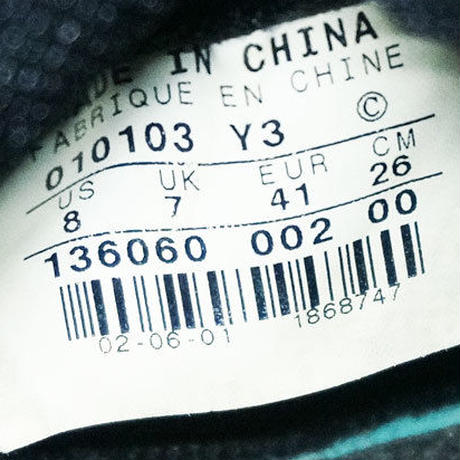 MADE IN CHINA
FABRIQUE EN CHINE
010103 Y3 ©
US UK EUR CM
8 7 41 26
136060 002 00
02-06-01 1868747